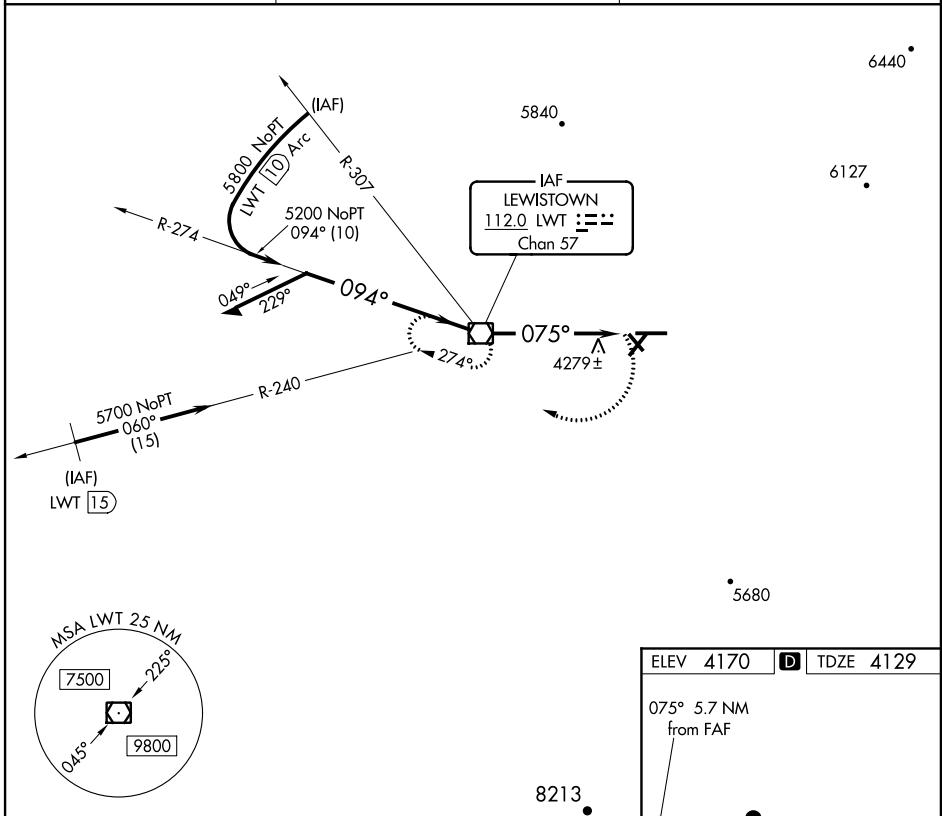 6440
(IAF)
5840
5800 NoPT
LWT 10 Arc
R-307
6127
IAF
LEWISTOWN
112.0 LWT
Chan 57
R-274
5200 NoPT
094° (10)
049°
229°
094°
075°
274°
4279±
R-240
5700 NoPT
060°
(15)
(IAF)
LWT 15
5680
MSA LWT 25 NM
7500
225°
045°
9800
ELEV 4170 D TDZE 4129
075° 5.7 NM
from FAF
8213